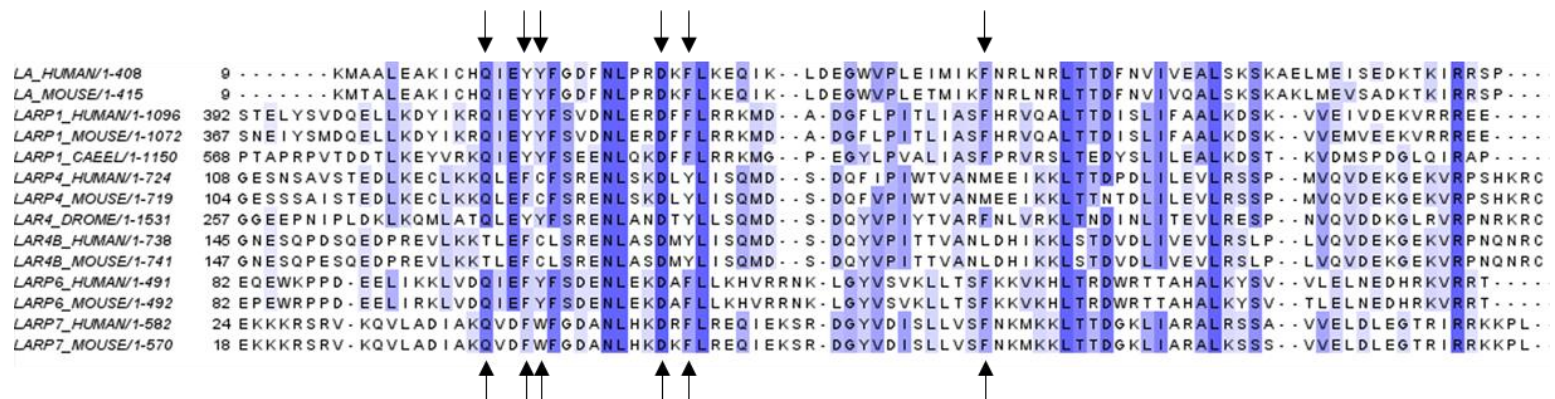 LA_HUMAN/1-408 9 -------KMAALEAKICHQIEYYFGDFNLPRDKFLKEQIK--LDEGWVPLEIMIKFNRLNRLTTDFNVIVEALSKSKAELMEISEDKTKIRRSP----
LA_MOUSE/1-415 9 -------KMTALEAKICHQIEYYFGDFNLPRDKFLKEQIK--LDEGWVPLETMIKFNRLNRLTTDFNVIVQALSKSKAKLMEVSADKTKIRRSP----
LARP1_HUMAN/1-1096 392 STELYSVDQELLKDYIKRQIEYYFSVDNLERDFFLRRKMD--A-DGFLPITLIASFHRVQALTTDISLIFAALKDSK--VVEIVDEKVRRREE----
LARP1_MOUSE/1-1072 367 SNEIYSMDQELLKDYIKRQIEYYFSVDNLERDFFLRRKMD--A-DGFLPITLIASFHRVQALTTDISLIFAALKDSK--VVEMVEEKVRRREE----
LARP1_CAEEL/1-1150 568 PTAPRPVTDDTLKEYVRKQIEYYFSEENLQKDFFLRRKMG--P-EGYLPVALIASFPRVRSLTEDYSLILEALKDST--KVDMSPDGLQIRAP----
LARP4_HUMAN/1-724 108 GESNSAVSTEDLKECLKKQLEFCFSRENLSKDLYLISQMD--S-DQFIPIWTVANMEEIKKLTTDPDLILEVLRSSP--MVQVDEKGEKVRPSHKRC
LARP4_MOUSE/1-719 104 GESSSAISTEDLKECLKKQLEFCFSRENLSKDLYLISQMD--S-DQFVPIWTVANMEEIKKLTTNTDLILEVLRSSP--MVQVDEKGEKVRPSHKRC
LAR4_DROME/1-1531 257 GGEEPNIPLDKLKQMLATQLEYYFSRENLANDTYLLSQMD--S-DQYVPIYTVARFNLVRKLTNDINLITEVLRESP--NVQVDDKGLRVRPNRKRC
LAR4B_HUMAN/1-738 145 GNESQPDSQEDPREVLKKTLEFCLSRENLASDMYLISQMD--S-DQYVPITTVANLDHIKKLSTDVDLIVEVLRSLP--LVQVDEKGEKVRPNQNRC
LAR4B_MOUSE/1-741 147 GNESQPESQEDPREVLKKTLEFCLSRENLASDMYLISQMD--S-DQYVPITTVANLDHIKKLSTDVDLIVEVLRSLP--LVQVDEKGEKVRPNQNRC
LARP6_HUMAN/1-491 82 EQEWKPPD-EELIKKLVDQIEFYFSDENLEKDAFLLKHVRRNK-LGYVSVKLLTSFKKVKHLTRDWRTTAHALKYSV--VLELNEDHRKVRRT----
LARP6_MOUSE/1-492 82 EPEWRPPD-EELIRKLVDQIEFYFSDENLEKDAFLLKHVRRNK-LGYVSVKLLTSFKKVKHLTRDWRTTAHALKYSV--TLELNEDHRKVRRT----
LARP7_HUMAN/1-582 24 EKKKRSRV-KQVLADIAKQVDFWFGDANLHKDRFLREQIEKSR-DGYVDISLLVSFNKMKKLTTDGKLIARALRSSA--VVELDLEGTRIRRKKPL-
LARP7_MOUSE/1-570 18 EKKKRSRV-KQVLADIAKQVDFWFGDANLHKDKFLREQIEKSR-DGYVDISLLVSFNKMKKLTTDGKLIARALKSSS--VVELDLEGTRIRRKKPL-